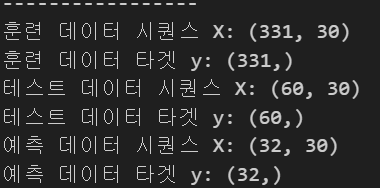 -----------------
훈련 데이터 시퀀스 X: (331, 30)
훈련 데이터 타겟 y: (331,)
테스트 데이터 시퀀스 X: (60, 30)
테스트 데이터 타겟 y: (60,)
예측 데이터 시퀀스 X: (32, 30)
예측 데이터 타겟 y: (32,)